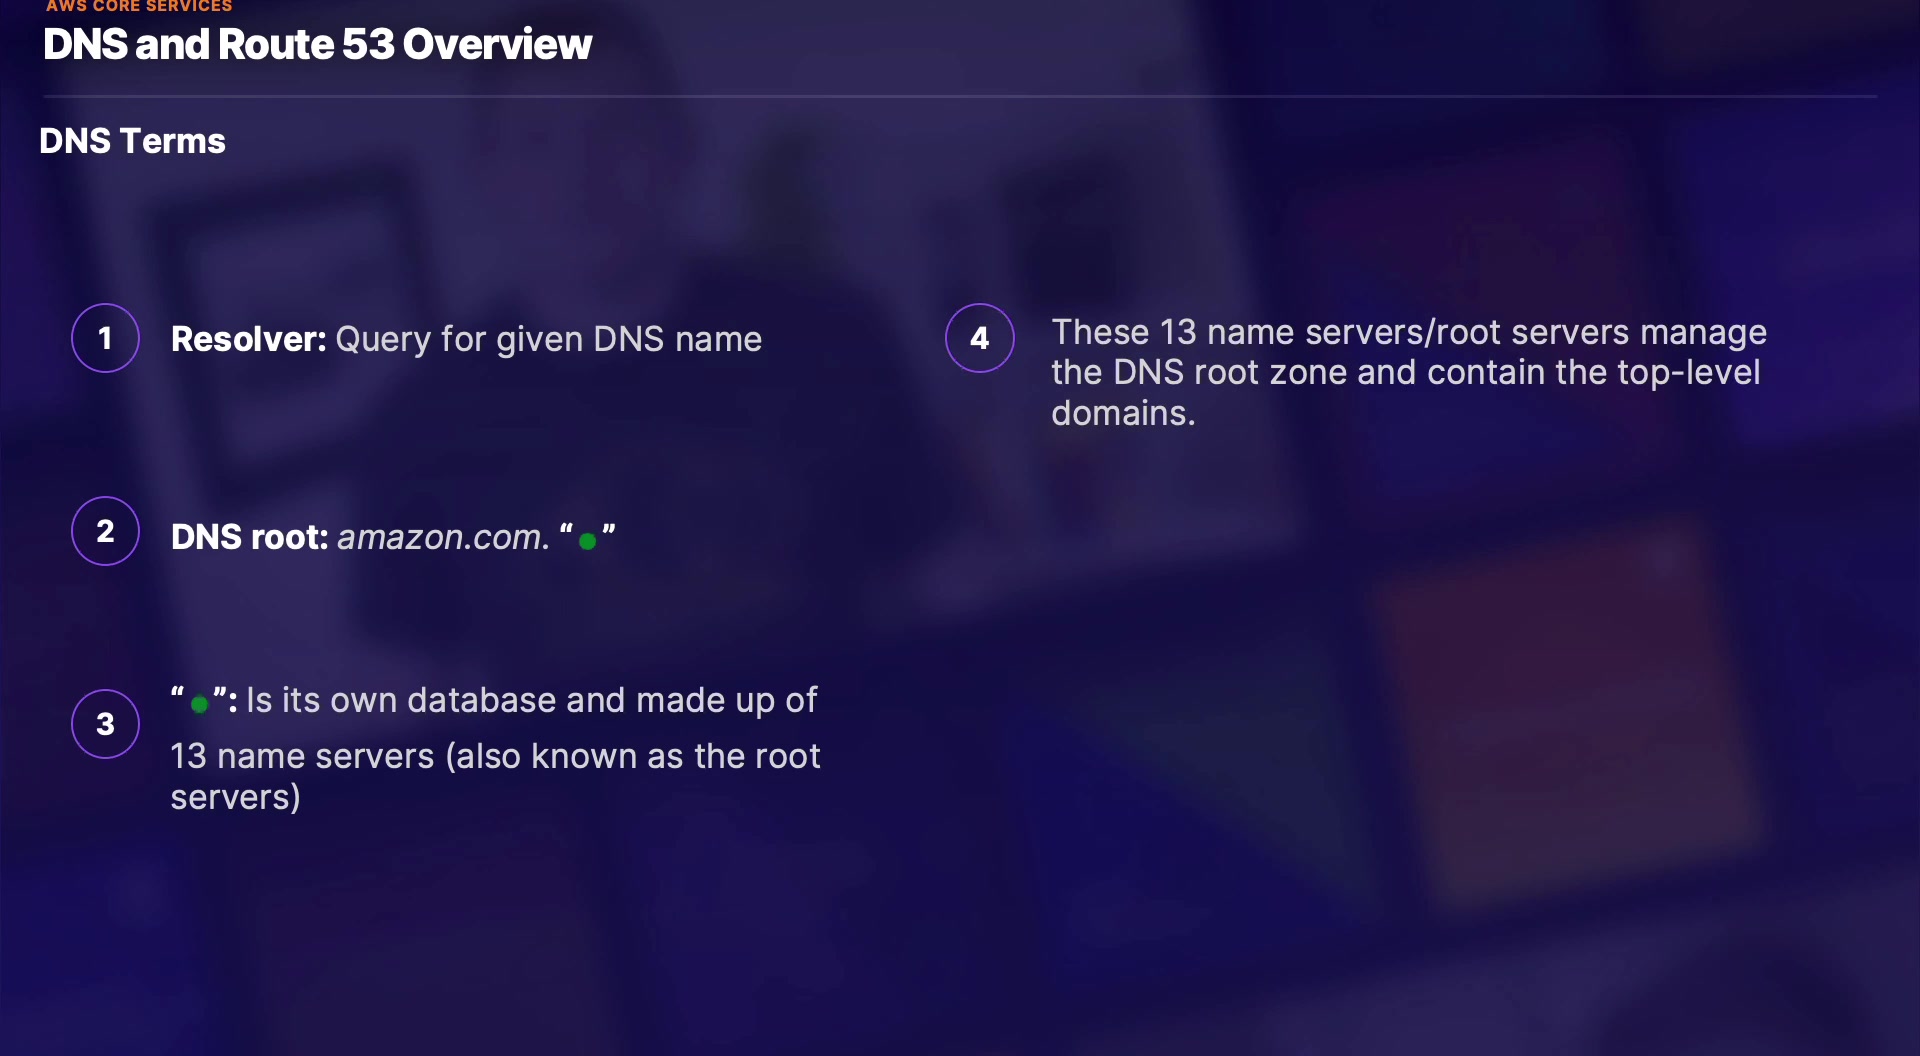 AWS CORE SERVICES
DNS and Route 53 Overview
DNS Terms
1
Resolver: Query for given DNS name
2
DNS root: amazon.com. “●”
3
“●”: Is its own database and made up of
13 name servers (also known as the root
servers)
4
These 13 name servers/root servers manage
the DNS root zone and contain the top-level
domains.